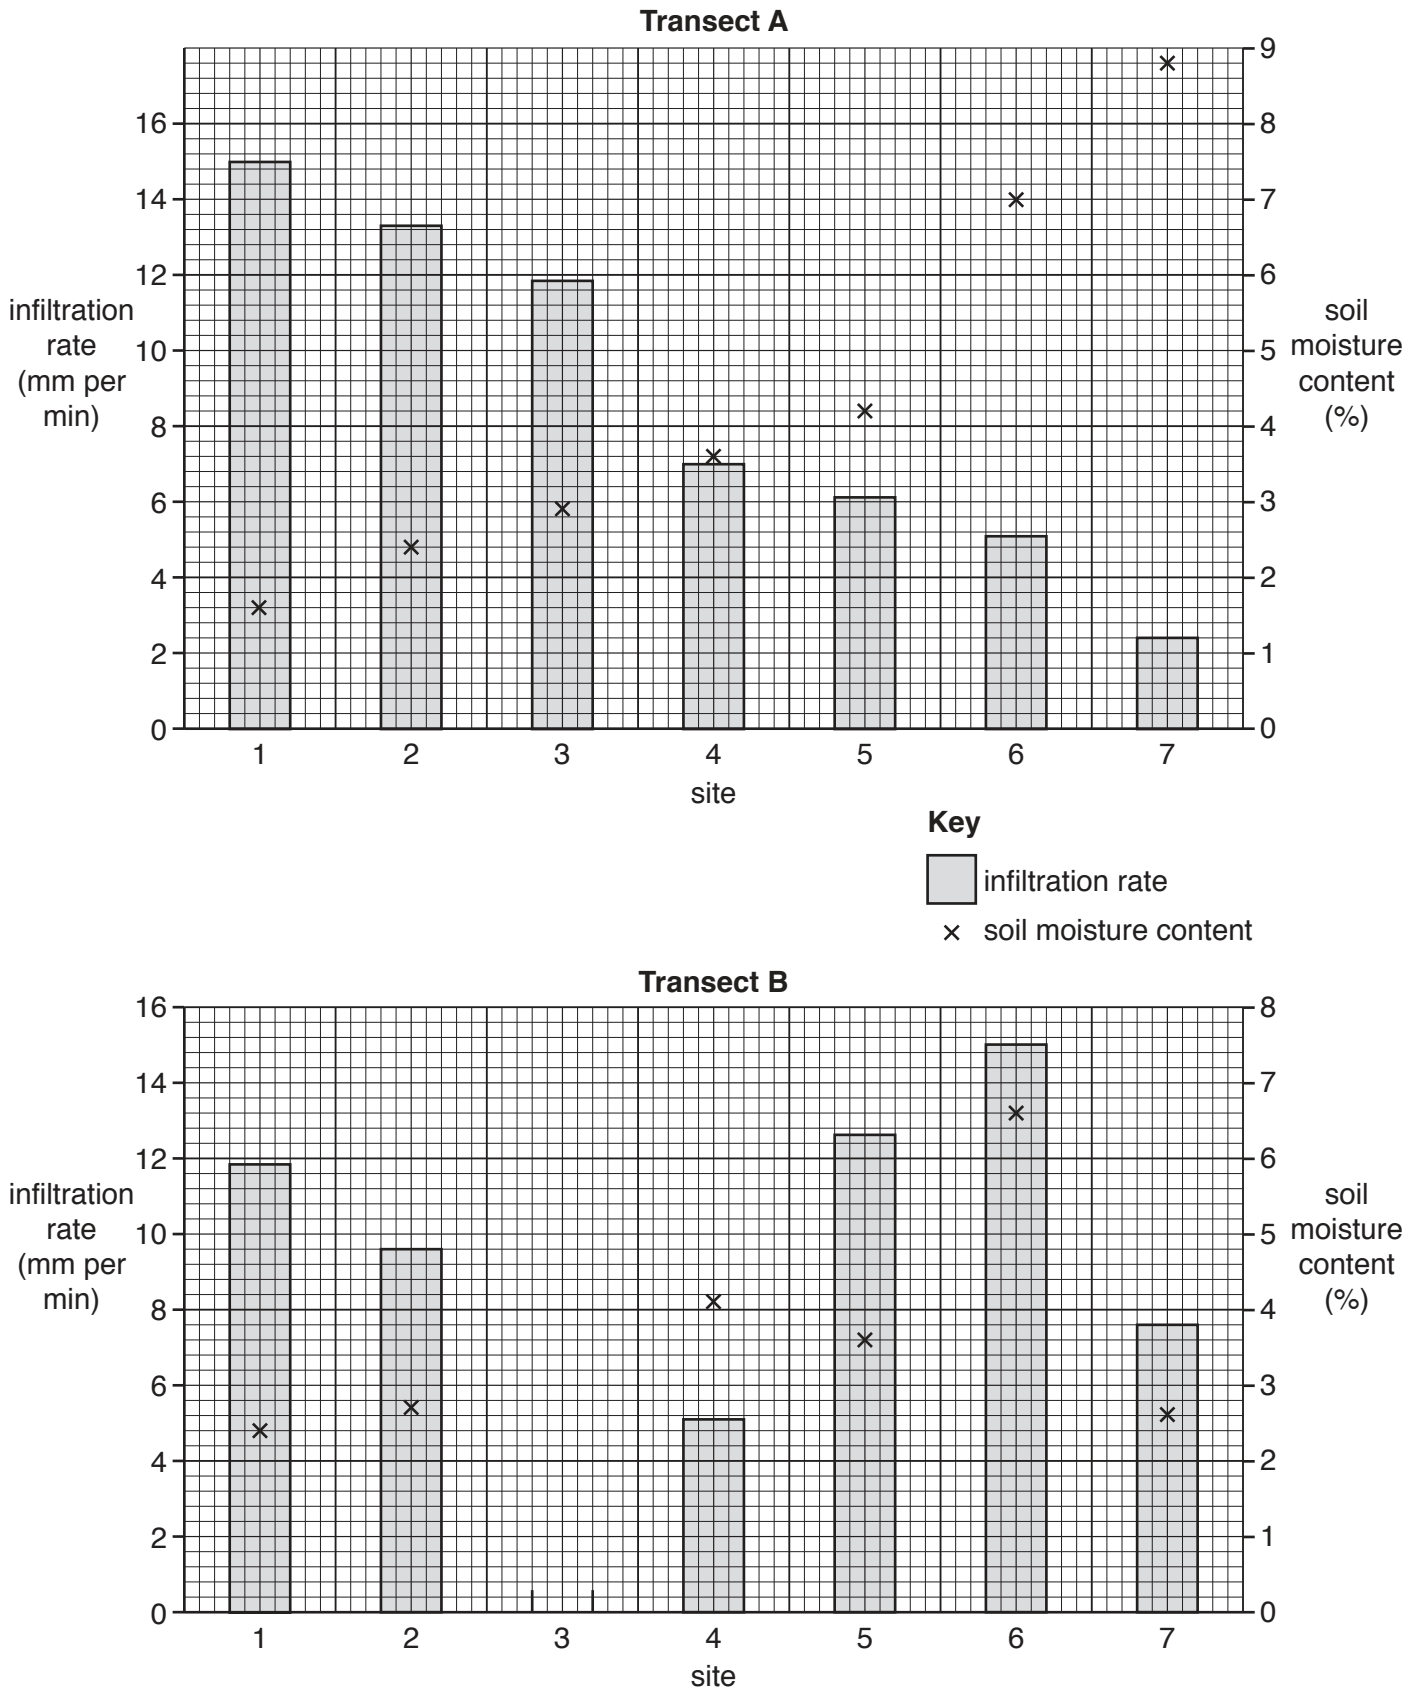 Transect A
9
16
8
14
7
12
6
infiltration
rate
(mm per
min)
soil
moisture
content
(%)
10
5
8
4
6
3
4
2
2
1
0
0
1 2 3 4 5 6 7
site
Key
infiltration rate
× soil moisture content
Transect B
16
8
14
7
12
6
infiltration
rate
(mm per
min)
soil
moisture
content
(%)
10
5
8
4
6
3
4
2
2
1
0
0
1 2 3 4 5 6 7
site